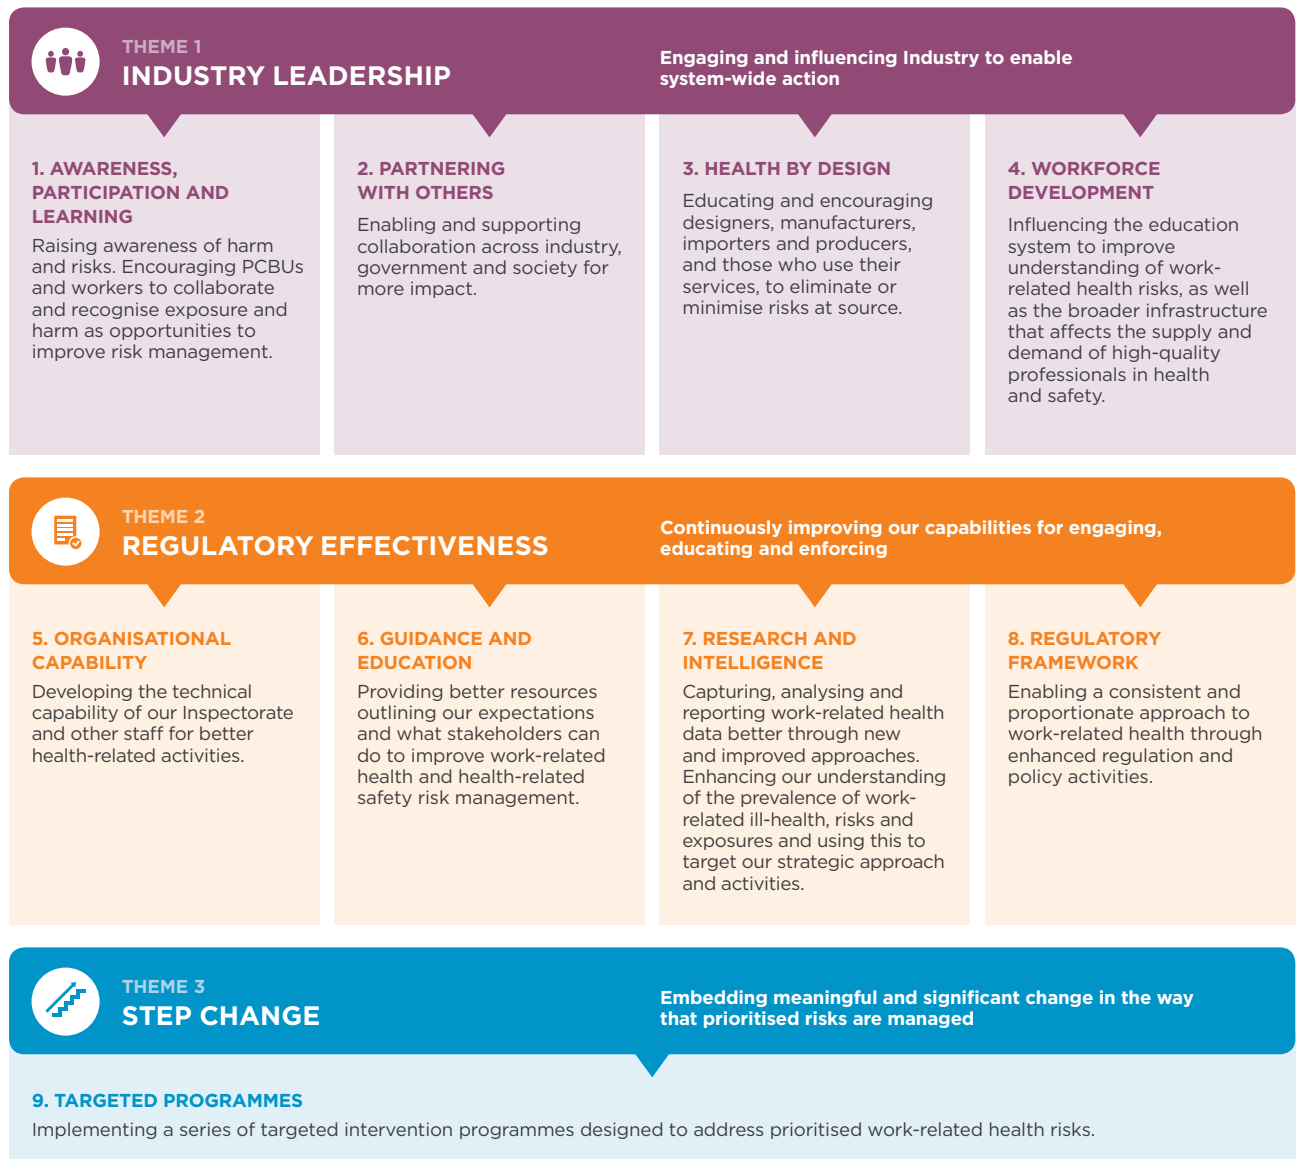 THEME 1
INDUSTRY LEADERSHIP
Engaging and influencing Industry to enable
system-wide action
1. AWARENESS,
PARTICIPATION AND
LEARNING
Raising awareness of harm
and risks. Encouraging PCBUs
and workers to collaborate
and recognise exposure and
harm as opportunities to
improve risk management.
2. PARTNERING
WITH OTHERS
Enabling and supporting
collaboration across industry,
government and society for
more impact.
3. HEALTH BY DESIGN
Educating and encouraging
designers, manufacturers,
importers and producers,
and those who use their
services, to eliminate or
minimise risks at source.
4. WORKFORCE
DEVELOPMENT
Influencing the education
system to improve
understanding of work-
related health risks, as well
as the broader infrastructure
that affects the supply and
demand of high-quality
professionals in health
and safety.
THEME 2
REGULATORY EFFECTIVENESS
Continuously improving our capabilities for engaging,
educating and enforcing
5. ORGANISATIONAL
CAPABILITY
Developing the technical
capability of our Inspectorate
and other staff for better
health-related activities.
6. GUIDANCE AND
EDUCATION
Providing better resources
outlining our expectations
and what stakeholders can
do to improve work-related
health and health-related
safety risk management.
7. RESEARCH AND
INTELLIGENCE
Capturing, analysing and
reporting work-related health
data better through new
and improved approaches.
Enhancing our understanding
of the prevalence of work-
related ill-health, risks and
exposures and using this to
target our strategic approach
and activities.
8. REGULATORY
FRAMEWORK
Enabling a consistent and
proportionate approach to
work-related health through
enhanced regulation and
policy activities.
THEME 3
STEP CHANGE
Embedding meaningful and significant change in the way
that prioritised risks are managed
9. TARGETED PROGRAMMES
Implementing a series of targeted intervention programmes designed to address prioritised work-related health risks.